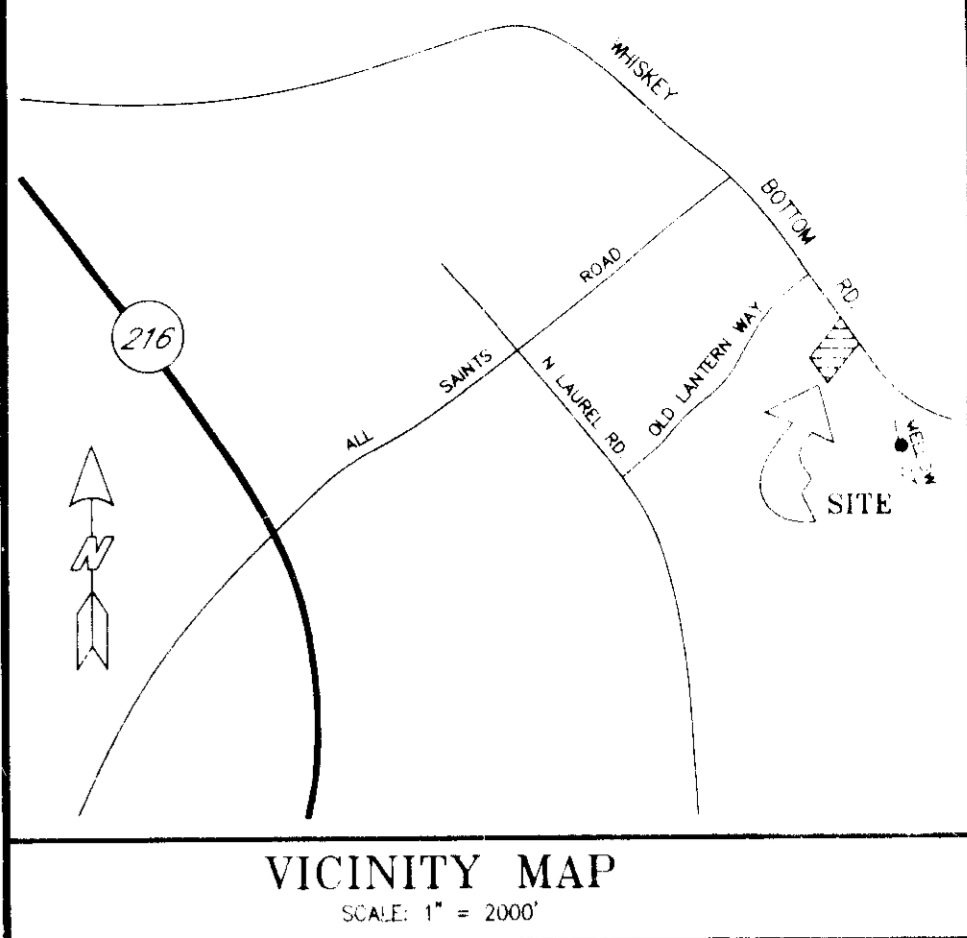 WHISKEY
BOTTOM
RD.
ROAD
216
SAINTS
ALL
N LAUREL RD.
OLD LANTERN WAY
SITE
N
VICINITY MAP
SCALE: 1" = 2000'